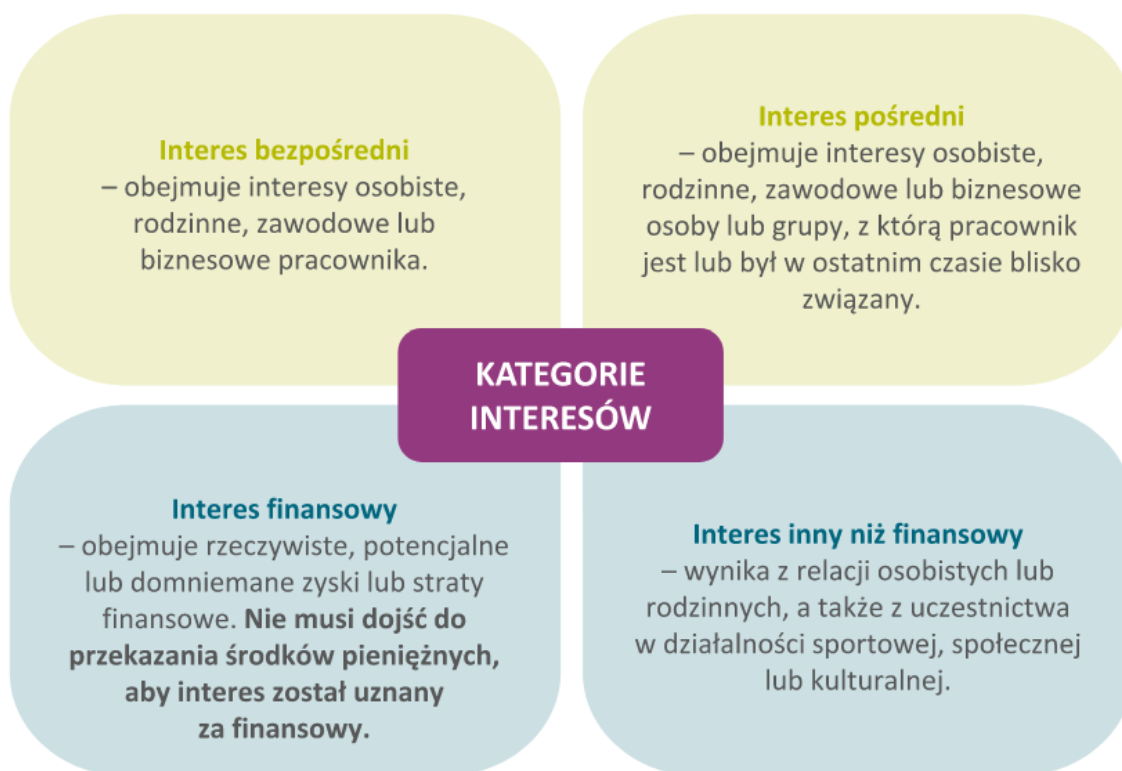 Interes bezpośredni
– obejmuje interesy osobiste,
rodzinne, zawodowe lub
biznesowe pracownika.
Interes pośredni
– obejmuje interesy osobiste,
rodzinne, zawodowe lub biznesowe
osoby lub grupy, z którą pracownik
jest lub był w ostatnim czasie blisko
związany.
KATEGORIE
INTERESÓW
Interes finansowy
– obejmuje rzeczywiste, potencjalne
lub domniemane zyski lub straty
finansowe. Nie musi dojść do
przekazania środków pieniężnych,
aby interes został uznany
za finansowy.
Interes inny niż finansowy
– wynika z relacji osobistych lub
rodzinnych, a także z uczestnictwa
w działalności sportowej, społecznej
lub kulturalnej.